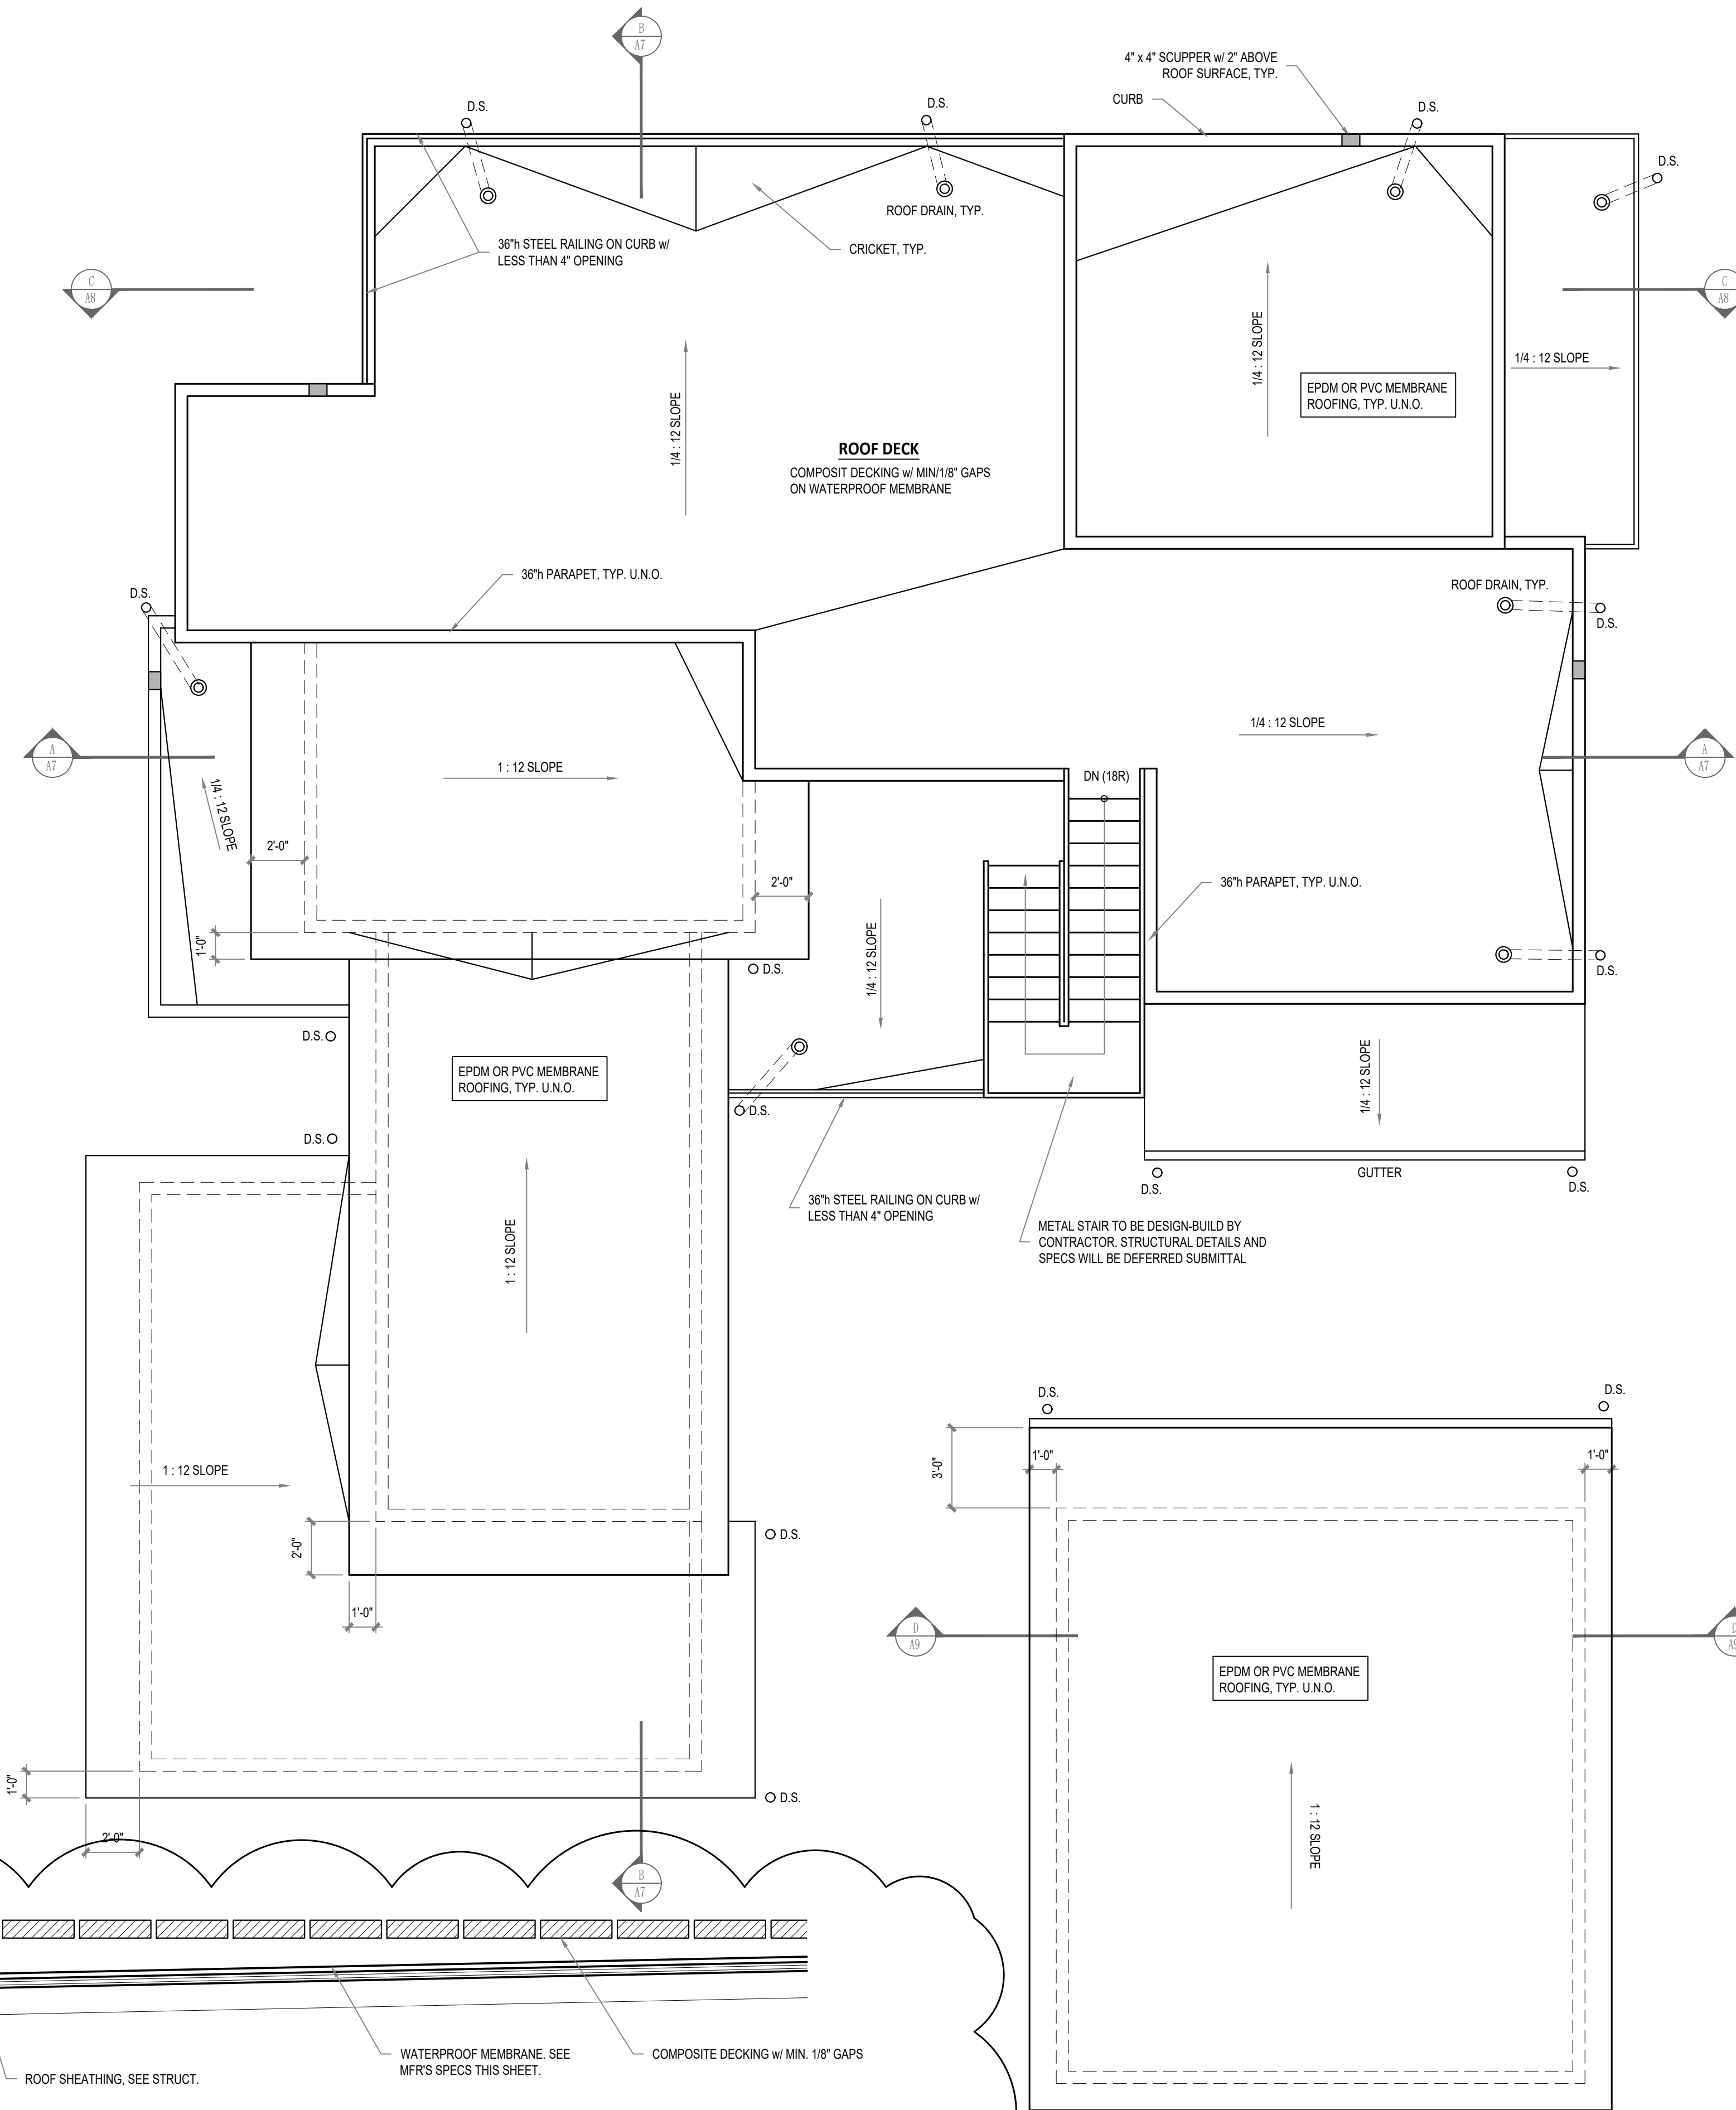 B
A7
4" x 4" SCUPPER w/ 2" ABOVE
ROOF SURFACE, TYP.
CURB
D.S.
D.S.
D.S.
D.S.
ROOF DRAIN, TYP.
36"h STEEL RAILING ON CURB w/
LESS THAN 4" OPENING
CRICKET, TYP.
C
A8
C
A8
1/4 : 12 SLOPE
1/4 : 12 SLOPE
1/4 : 12 SLOPE
EPDM OR PVC MEMBRANE
ROOFING, TYP. U.N.O.
ROOF DECK
COMPOSIT DECKING w/ MIN/1/8" GAPS
ON WATERPROOF MEMBRANE
36"h PARAPET, TYP. U.N.O.
D.S.
ROOF DRAIN, TYP.
D.S.
A
A7
1 : 12 SLOPE
1/4 : 12 SLOPE
DN (18R)
1/4 : 12 SLOPE
A
A7
2'-0"
2'-0"
36"h PARAPET, TYP. U.N.O.
1'-0"
1/4 : 12 SLOPE
D.S.
D.S.
D.S.
EPDM OR PVC MEMBRANE
ROOFING, TYP. U.N.O.
1/4 : 12 SLOPE
D.S.
D.S.
GUTTER
D.S.
D.S.
36"h STEEL RAILING ON CURB w/
LESS THAN 4" OPENING
METAL STAIR TO BE DESIGN-BUILD BY
CONTRACTOR. STRUCTURAL DETAILS AND
SPECS WILL BE DEFERRED SUBMITTAL
1 : 12 SLOPE
D.S.
D.S.
1'-0"
1'-0"
3'-0"
1 : 12 SLOPE
2'-0"
D.S.
1'-0"
D
A9
D
A9
EPDM OR PVC MEMBRANE
ROOFING, TYP. U.N.O.
1'-0"
D.S.
1 : 12 SLOPE
2'-0"
B
A7
WATERPROOF MEMBRANE. SEE
MFR'S SPECS THIS SHEET.
COMPOSITE DECKING w/ MIN. 1/8" GAPS
ROOF SHEATHING, SEE STRUCT.